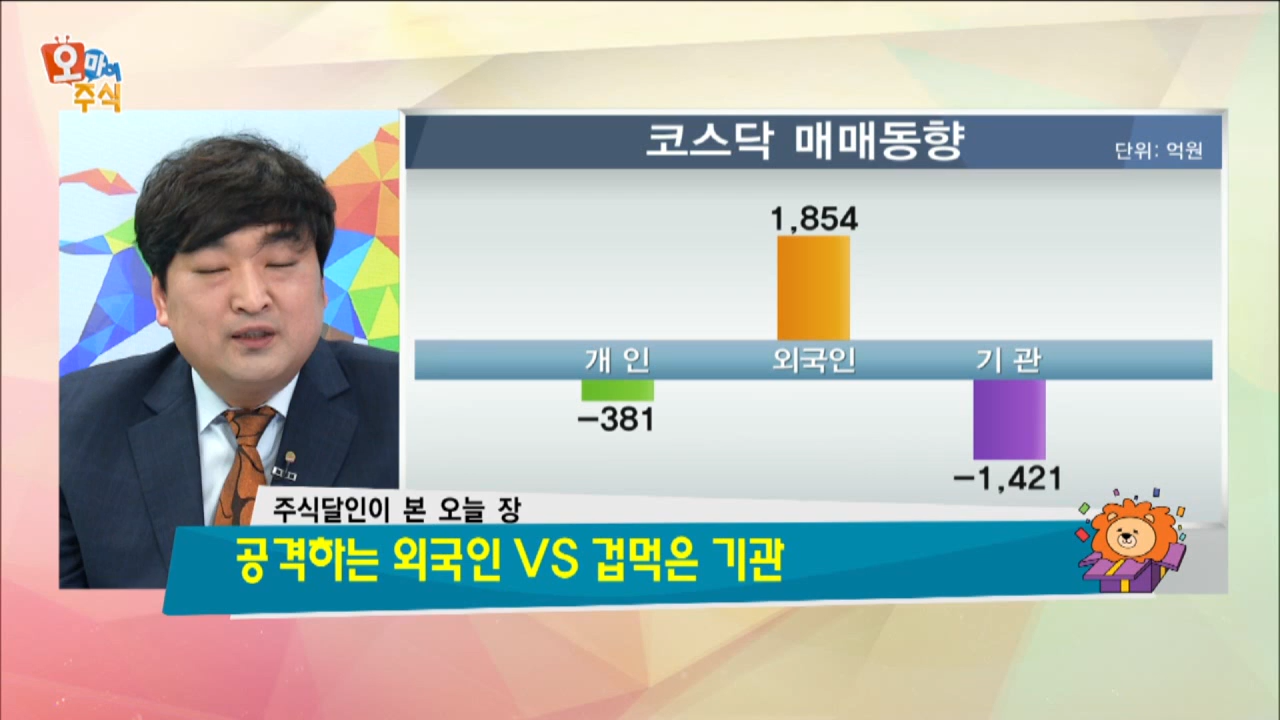 오마이
주식
코스닥 매매동향
단위: 억원
1,854
개인 외국인 기관
-381
-1,421
주식달인이 본 오늘 장
공격하는 외국인 VS 겁먹은 기관